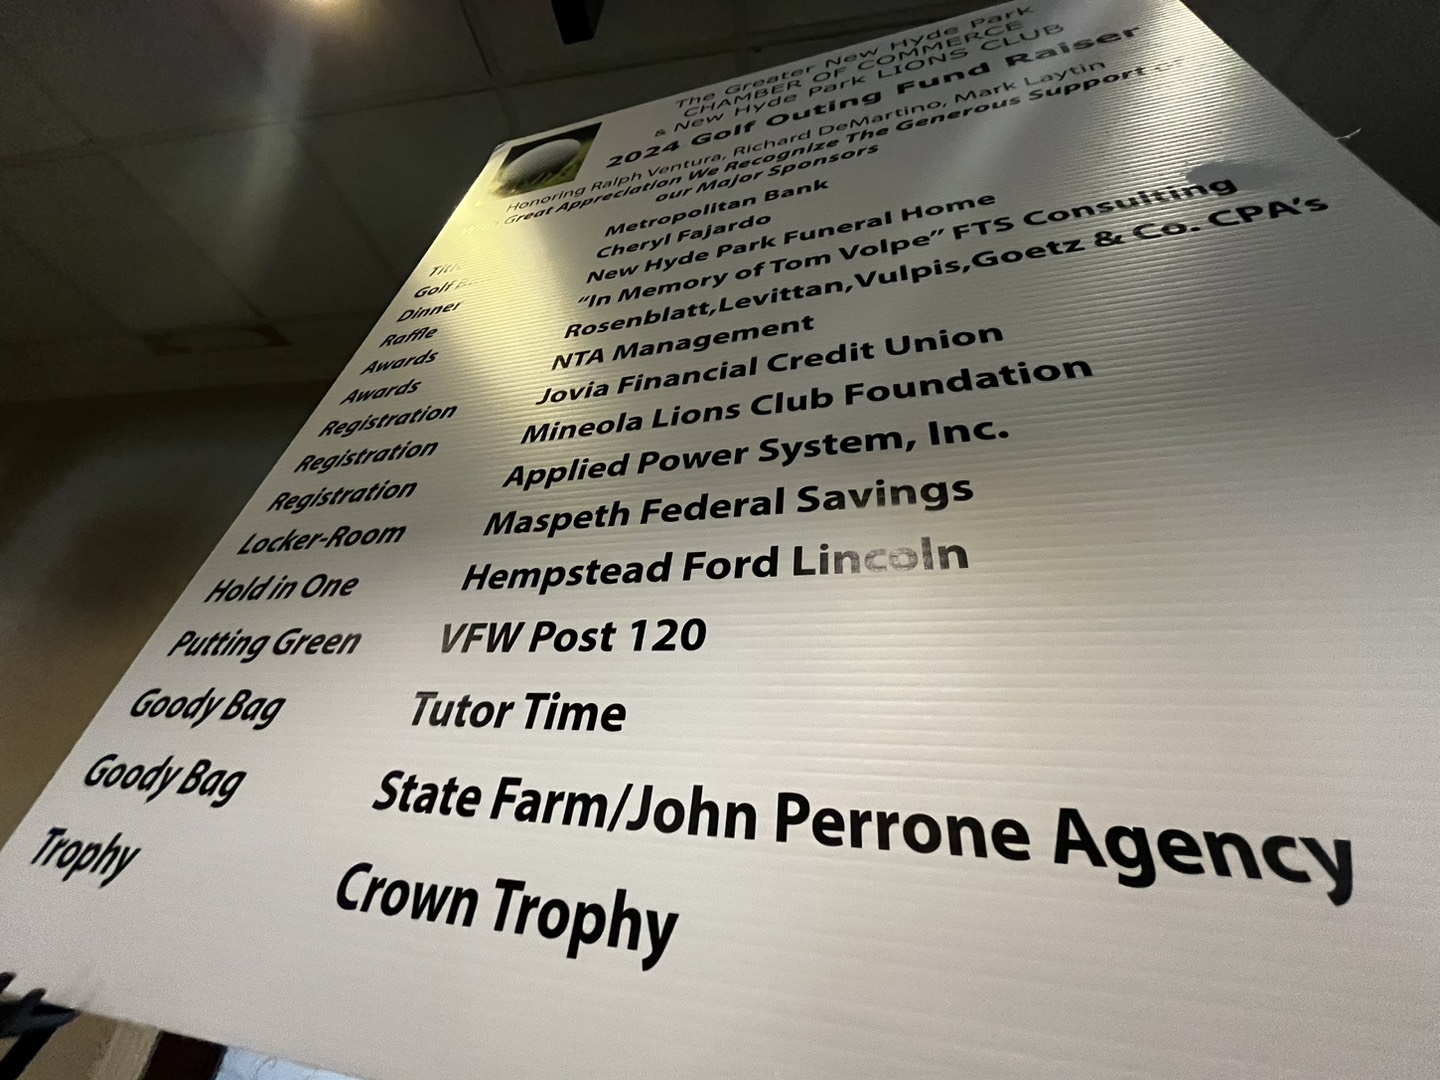 The Greater New Hyde Park
CHAMBER OF COMMERCE
& New Hyde Park LIONS CLUB
2024 Golf Outing Fund Raiser
Honoring Ralph Ventura, Richard DeMartino, Mark Laytin
Great Appreciation We Recognize The Generous Support
our Major Sponsors
Title Metropolitan Bank
Golf Cheryl Fajardo
Dinner New Hyde Park Funeral Home
Raffle “In Memory of Tom Volpe” FTS Consulting
Awards Rosenblatt,Levittan,Vulpis,Goetz & Co. CPA’s
Awards NTA Management
Registration Jovia Financial Credit Union
Registration Mineola Lions Club Foundation
Registration Applied Power System, Inc.
Locker-Room Maspeth Federal Savings
Hold in One Hempstead Ford Lincoln
Putting Green VFW Post 120
Goody Bag Tutor Time
Goody Bag State Farm/John Perrone Agency
Trophy Crown Trophy